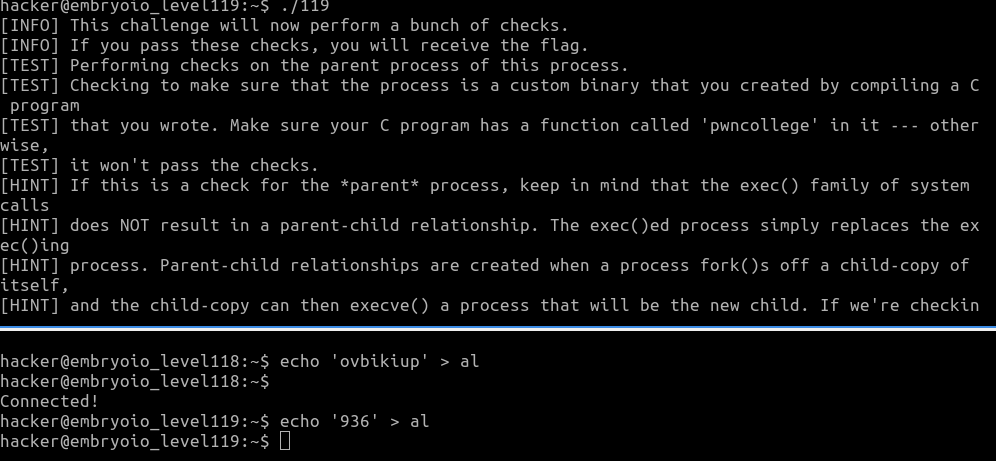 hacker@embryoio_level119:~$ ./119
[INFO] This challenge will now perform a bunch of checks.
[INFO] If you pass these checks, you will receive the flag.
[TEST] Performing checks on the parent process of this process.
[TEST] Checking to make sure that the process is a custom binary that you created by compiling a C
 program
[TEST] that you wrote. Make sure your C program has a function called 'pwncollege' in it --- other
wise,
[TEST] it won't pass the checks.
[HINT] If this is a check for the *parent* process, keep in mind that the exec() family of system
calls
[HINT] does NOT result in a parent-child relationship. The exec()ed process simply replaces the ex
ec()ing
[HINT] process. Parent-child relationships are created when a process fork()s off a child-copy of
itself,
[HINT] and the child-copy can then execve() a process that will be the new child. If we're checkin
hacker@embryoio_level118:~$ echo 'ovbikiup' > al
hacker@embryoio_level118:~$
Connected!
hacker@embryoio_level119:~$ echo '936' > al
hacker@embryoio_level119:~$